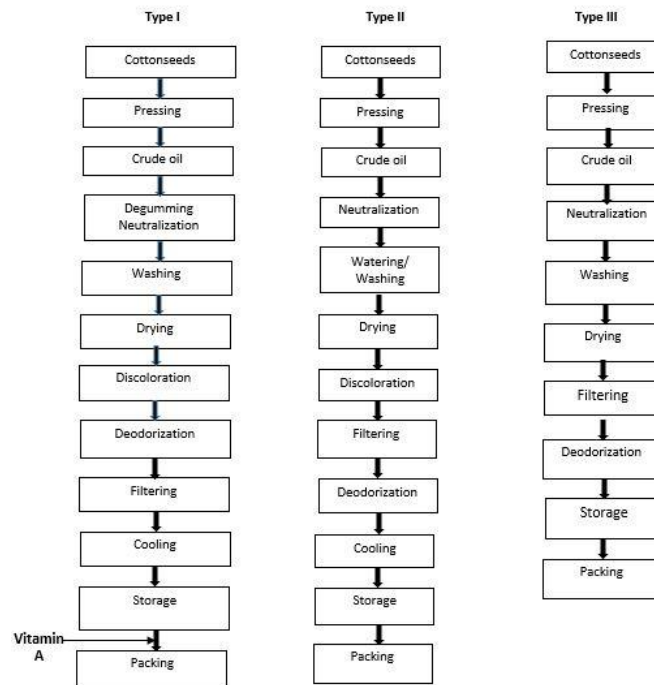 Type I
Cottonseeds
Pressing
Crude oil
Degumming
Neutralization
Washing
Drying
Discoloration
Deodorization
Filtering
Cooling
Storage
Vitamin
A
Packing
Type II
Cottonseeds
Pressing
Crude oil
Neutralization
Watering/
Washing
Drying
Discoloration
Filtering
Deodorization
Cooling
Storage
Packing
Type III
Cottonseeds
Pressing
Crude oil
Neutralization
Washing
Drying
Filtering
Deodorization
Storage
Packing